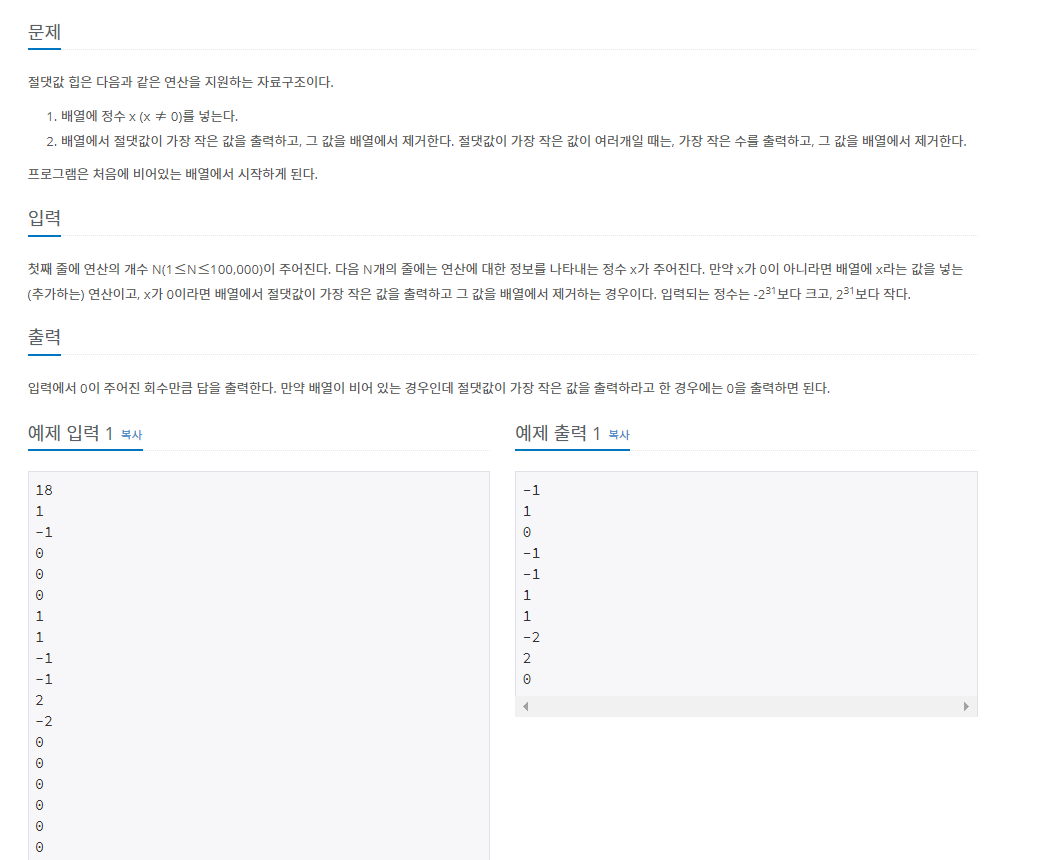 문제
절댓값 힙은 다음과 같은 연산을 지원하는 자료구조이다.
1. 배열에 정수 x (x ≠ 0)를 넣는다.
2. 배열에서 절댓값이 가장 작은 값을 출력하고, 그 값을 배열에서 제거한다. 절댓값이 가장 작은 값이 여러개일 때는, 가장 작은 수를 출력하고, 그 값을 배열에서 제거한다.
프로그램은 처음에 비어있는 배열에서 시작하게 된다.
입력
첫째 줄에 연산의 개수 N(1≤N≤100,000)이 주어진다. 다음 N개의 줄에는 연산에 대한 정보를 나타내는 정수 x가 주어진다. 만약 x가 0이 아니라면 배열에 x라는 값을 넣는
(추가하는) 연산이고, x가 0이라면 배열에서 절댓값이 가장 작은 값을 출력하고 그 값을 배열에서 제거하는 경우이다. 입력되는 정수는 -2³¹보다 크고, 2³¹보다 작다.
출력
입력에서 0이 주어진 회수만큼 답을 출력한다. 만약 배열이 비어 있는 경우인데 절댓값이 가장 작은 값을 출력하라고 한 경우에는 0을 출력하면 된다.
예제 입력 1 복사
18
1
-1
0
0
0
1
1
-1
-1
2
-2
0
0
0
0
0
0
예제 출력 1 복사
-1
1
0
-1
-1
1
1
-2
2
0